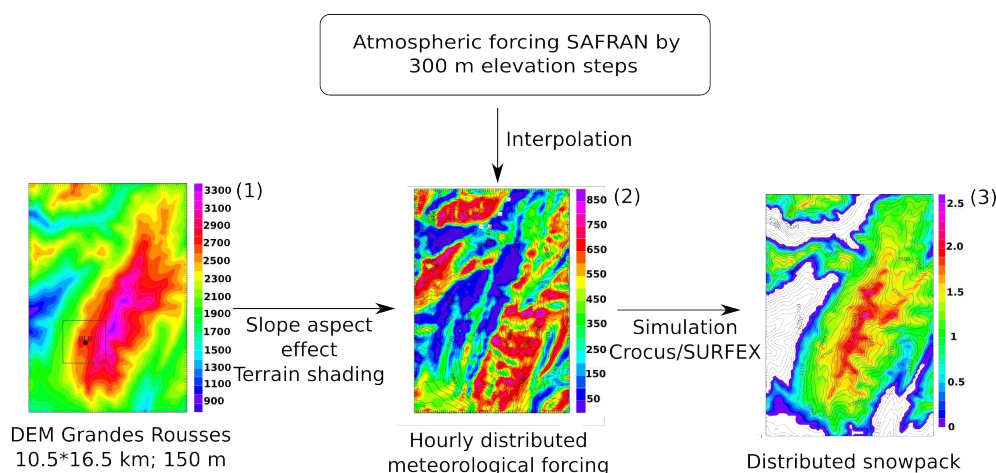 Atmospheric forcing SAFRAN by
300 m elevation steps
Interpolation
3300
3100
2900
2700
2500
2300
2100
1900
1700
1500
1300
1100
900
(1)
DEM Grandes Rousses
10.5*16.5 km; 150 m
Slope aspect
effect
Terrain shading
850
750
650
550
450
350
250
150
50
(2)
Hourly distributed
meteorological forcing
Simulation
Crocus/SURFEX
2.5
2.0
1.5
1
0.5
0
(3)
Distributed snowpack